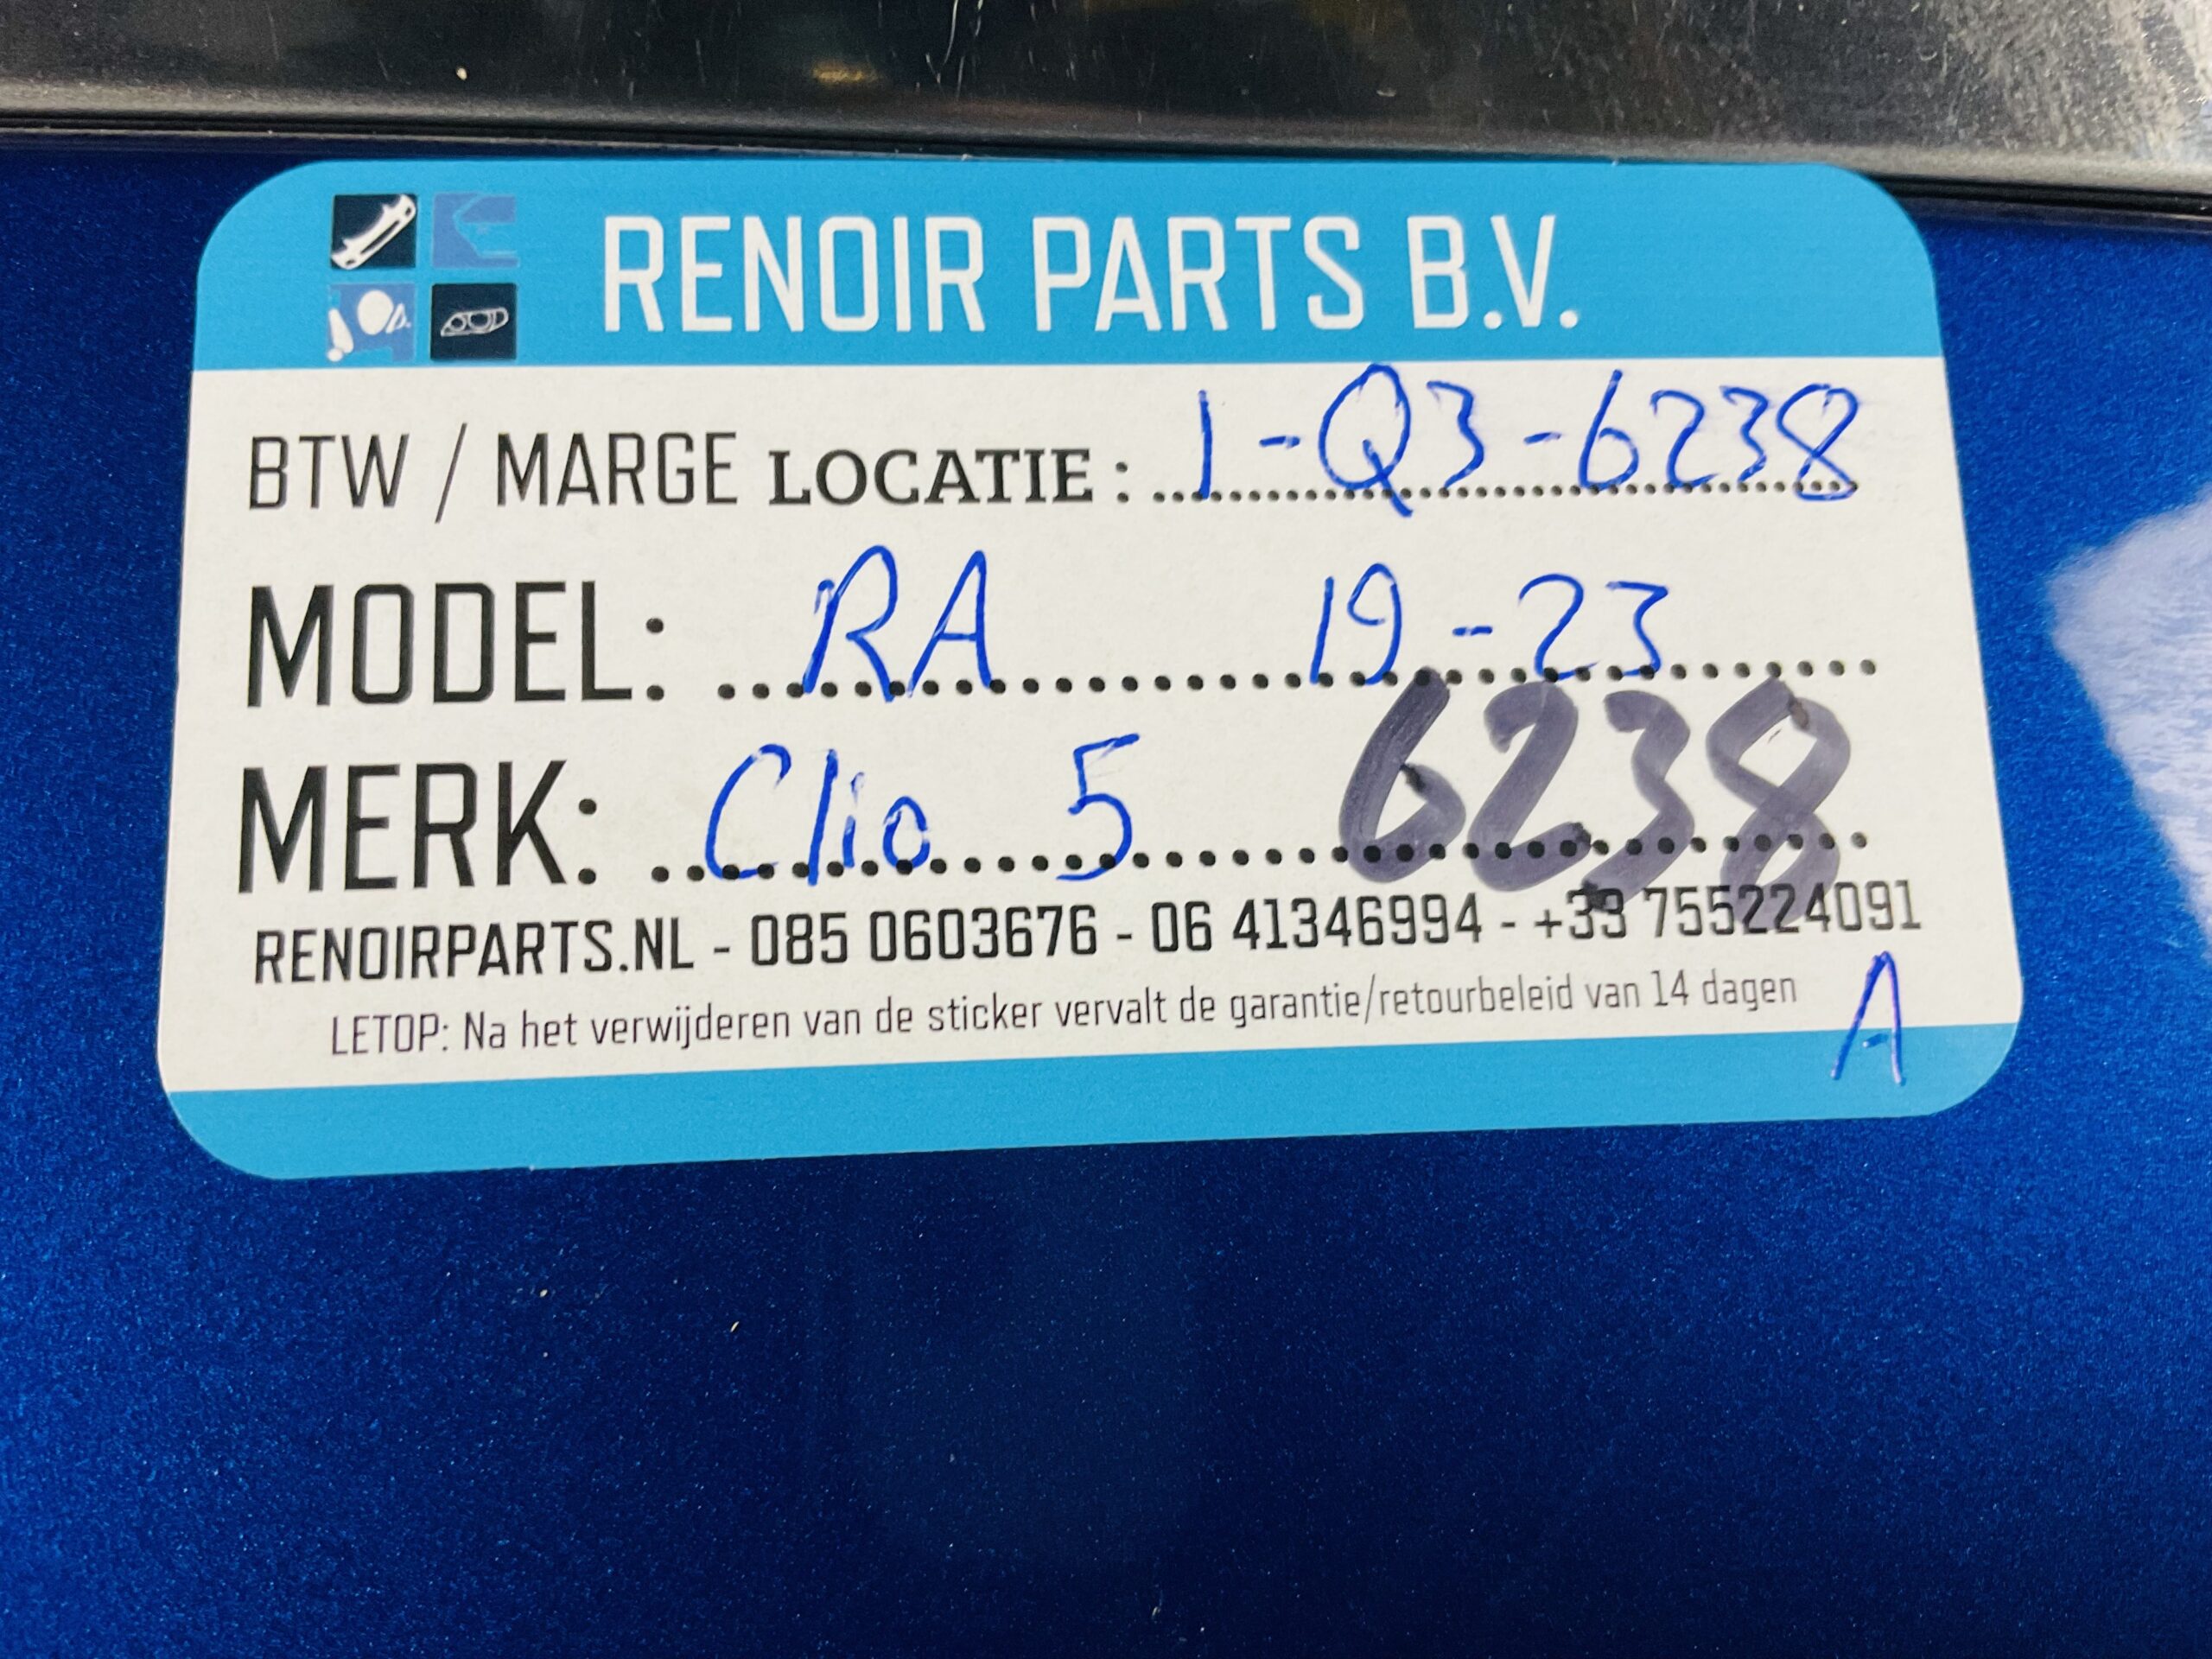 RENOIR PARTS B.V.
BTW / MARGE LOCATIE : 1-Q3-6238
MODEL: RA 19-23
MERK: Clio 5 6238
RENOIRPARTS.NL - 085 0603676 - 06 41346994 - +33 755224091
LETOP: Na het verwijderen van de sticker vervalt de garantie/retourbeleid van 14 dagen
A